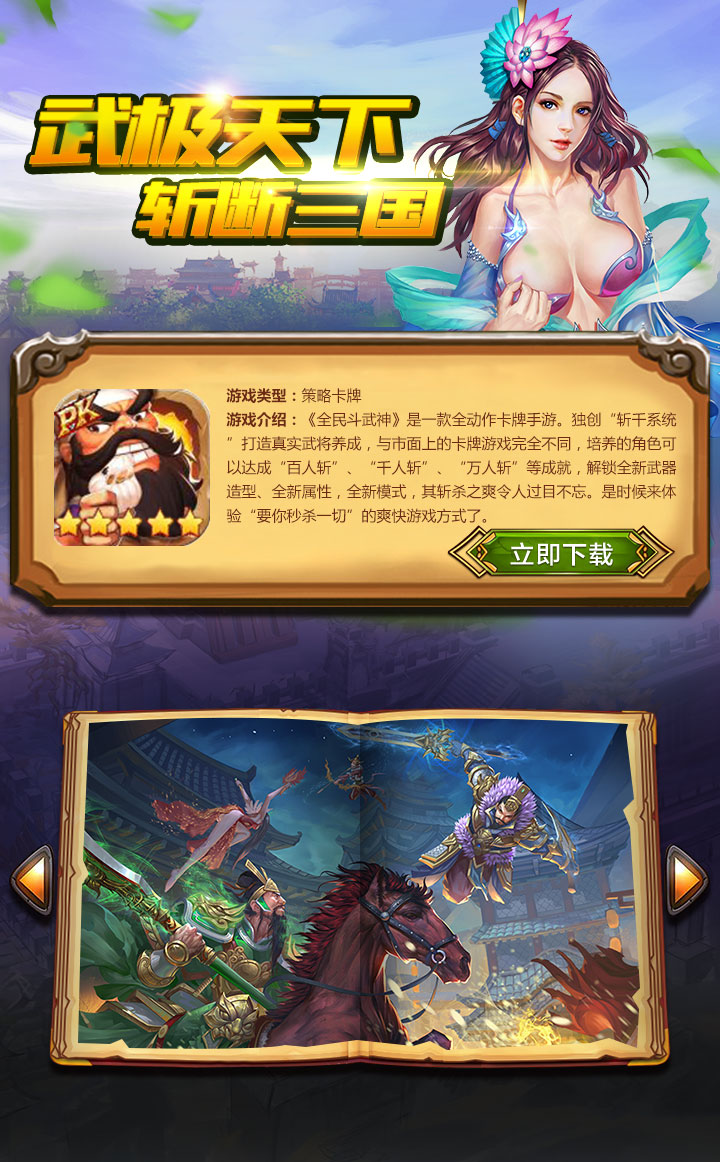 武极天下
斩断三国
PK
游戏类型：策略卡牌
游戏介绍：《全民斗武神》是一款全动作卡牌手游。独创“斩千系统
”打造真实武将养成，与市面上的卡牌游戏完全不同，培养的角色可
以达成“百人斩”、“千人斩”、“万人斩”等成就，解锁全新武器
造型、全新属性，全新模式，其斩杀之爽令人过目不忘。是时候来体
验“要你秒杀一切”的爽快游戏方式了。
立即下载